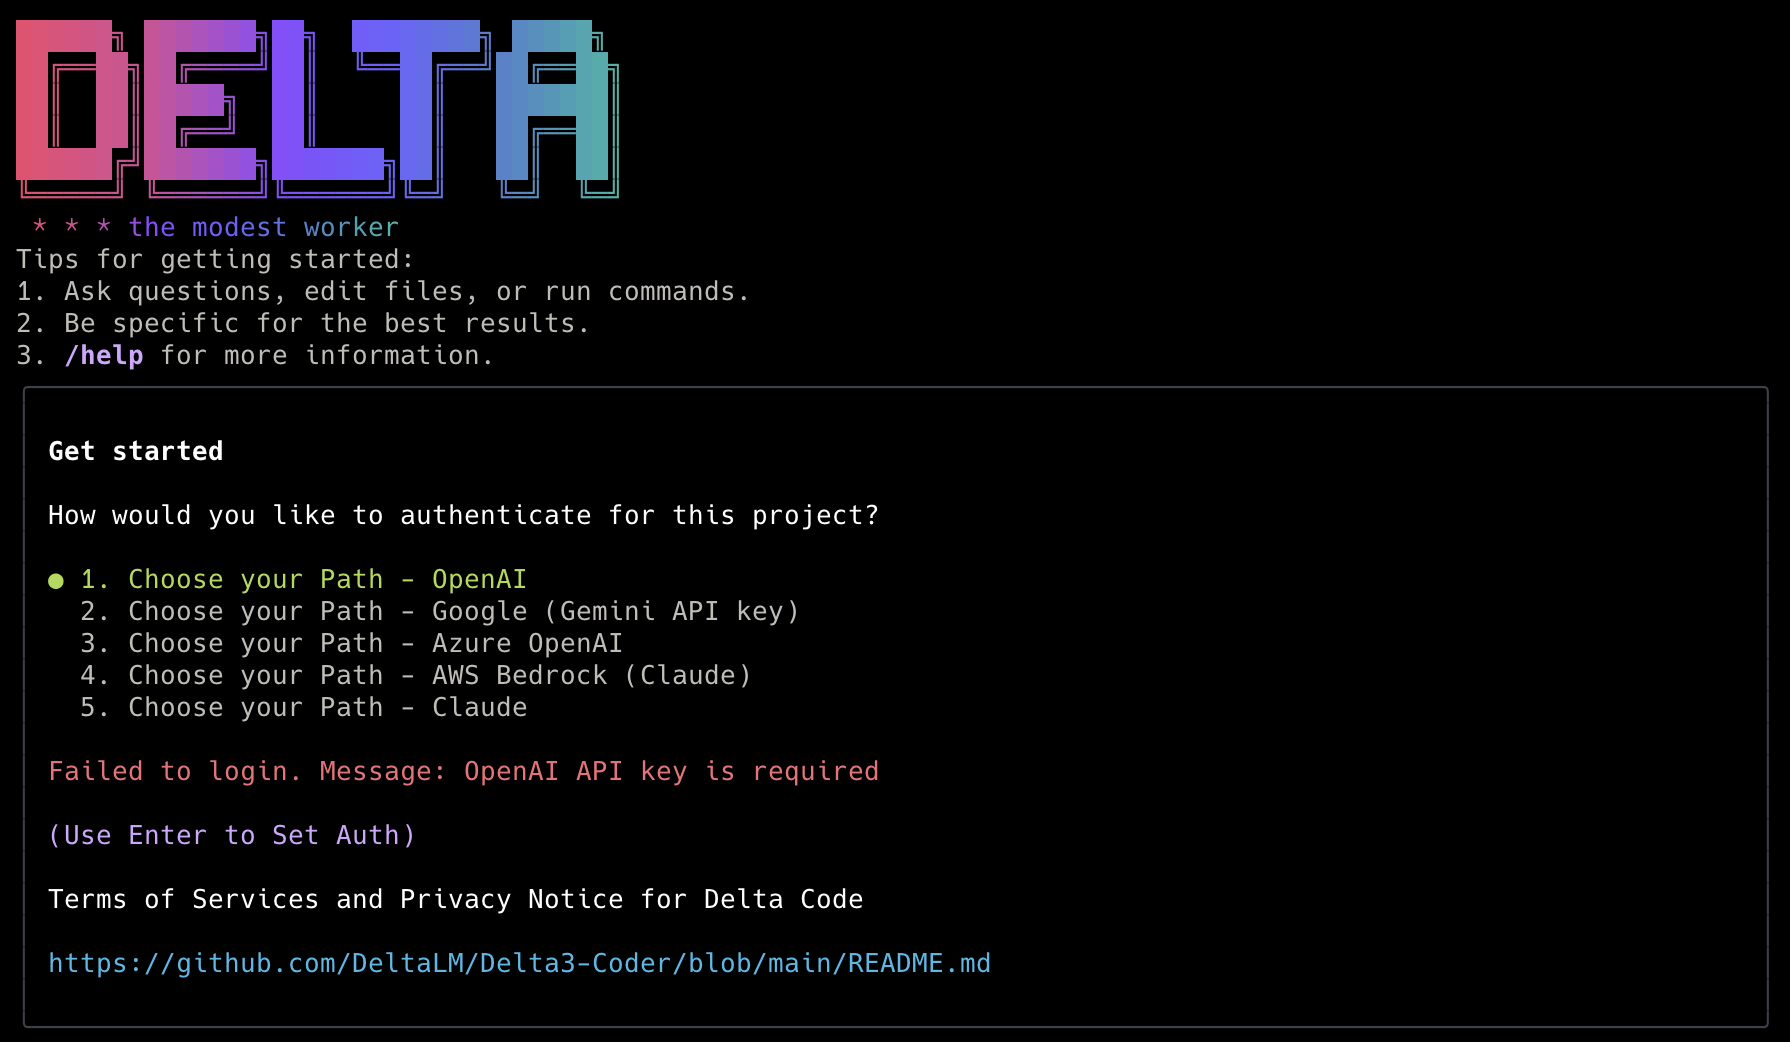 DELTA
* * * the modest worker
Tips for getting started:
1. Ask questions, edit files, or run commands.
2. Be specific for the best results.
3. /help for more information.
Get started
How would you like to authenticate for this project?
● 1. Choose your Path - OpenAI
2. Choose your Path - Google (Gemini API key)
3. Choose your Path - Azure OpenAI
4. Choose your Path - AWS Bedrock (Claude)
5. Choose your Path - Claude
Failed to login. Message: OpenAI API key is required
(Use Enter to Set Auth)
Terms of Services and Privacy Notice for Delta Code
https://github.com/DeltaLM/Delta3-Coder/blob/main/README.md